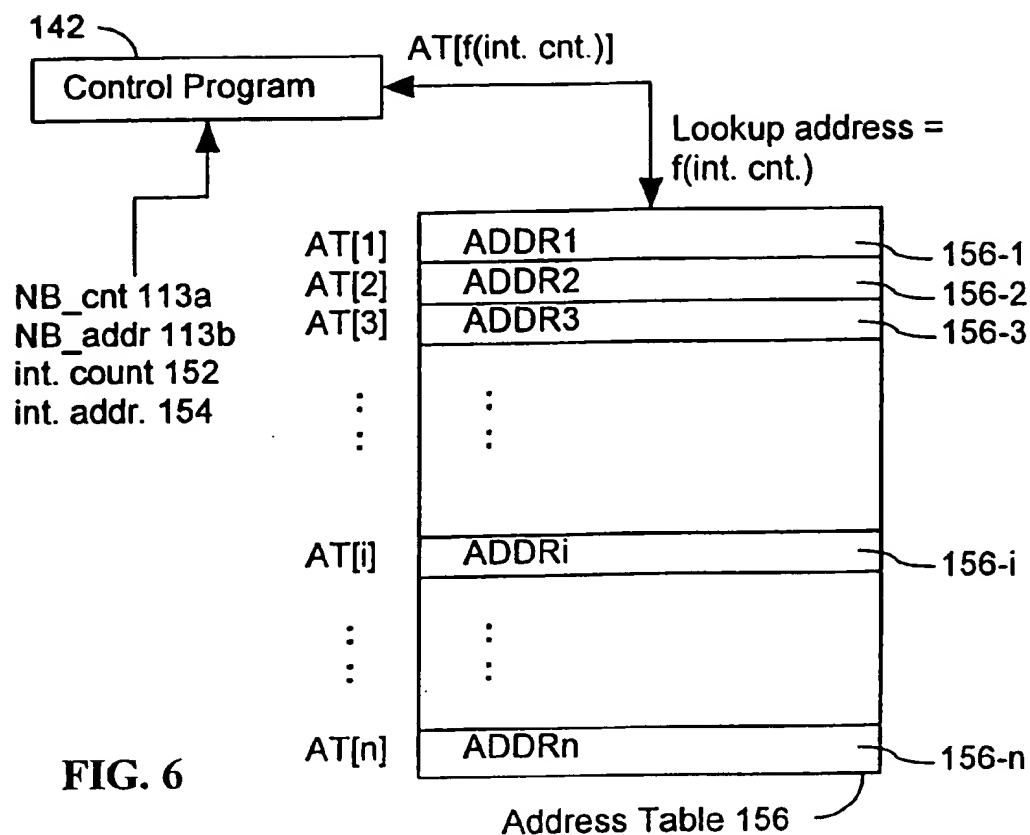 142
Control Program
AT[f(int. cnt.)]
Lookup address =
f(int. cnt.)
NB_cnt 113a
NB_addr 113b
int. count 152
int. addr. 154
AT[1] ADDR1 156-1
AT[2] ADDR2 156-2
AT[3] ADDR3 156-3
AT[i] ADDRi 156-i
AT[n] ADDRn 156-n
FIG. 6
Address Table 156